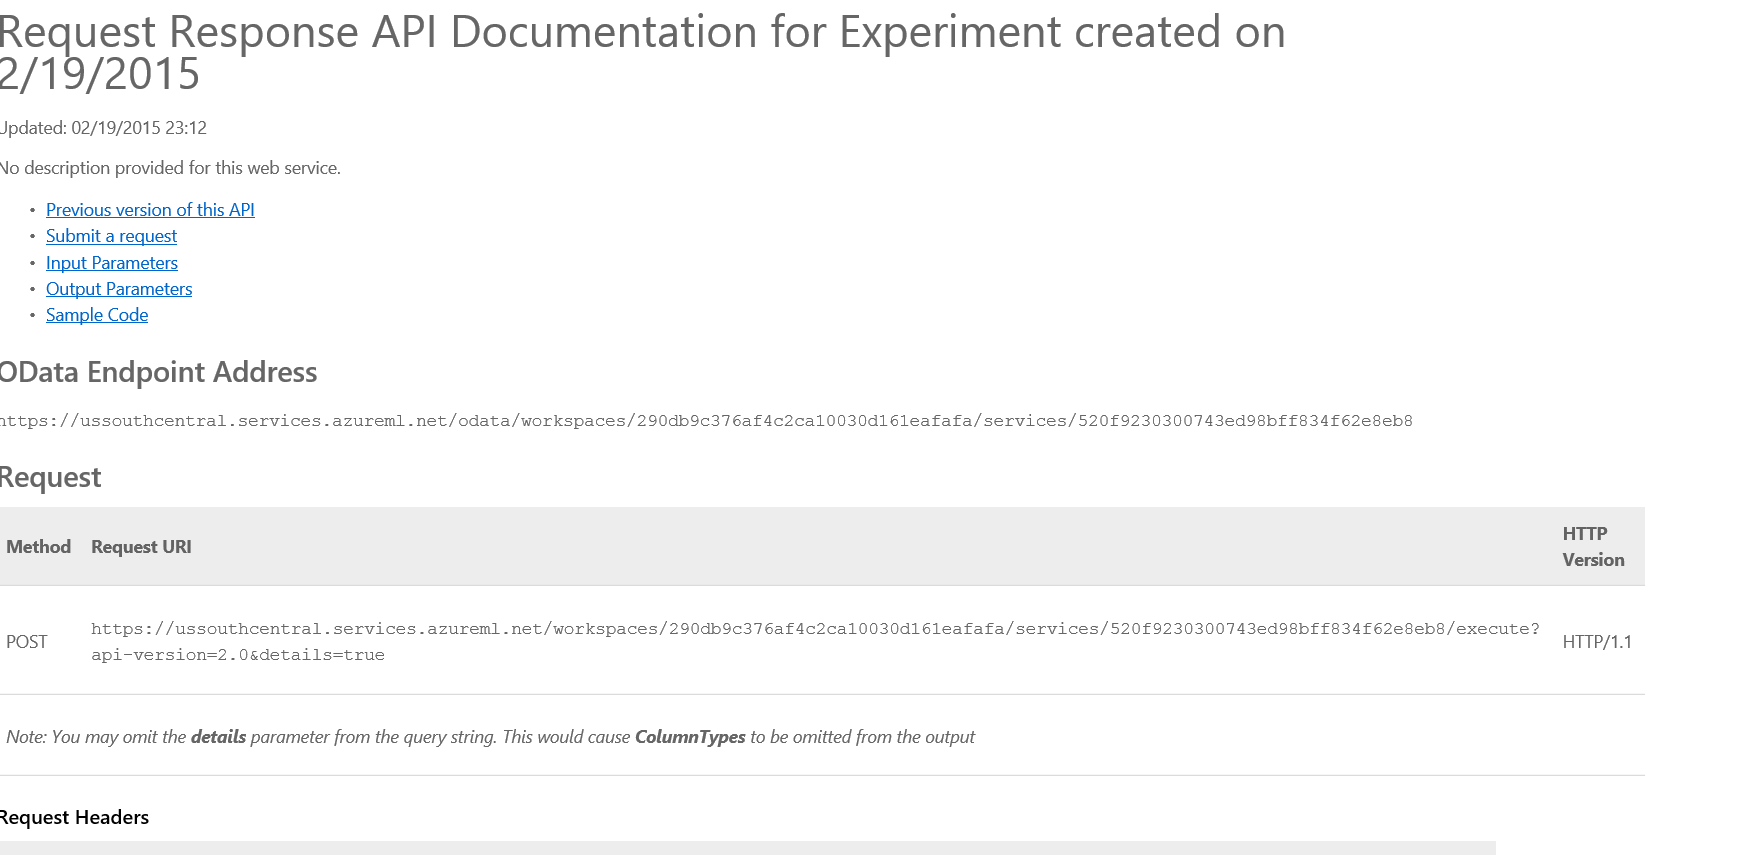 Request Response API Documentation for Experiment created on
2/19/2015
Updated: 02/19/2015 23:12
No description provided for this web service.
• Previous version of this API
• Submit a request
• Input Parameters
• Output Parameters
• Sample Code
OData Endpoint Address
https://ussouthcentral.services.azureml.net/odata/workspaces/290db9c376af4c2ca10030d161eafafa/services/520f9230300743ed98bff834f62e8eb8
Request
Method Request URI HTTP Version
POST https://ussouthcentral.services.azureml.net/workspaces/290db9c376af4c2ca10030d161eafafa/services/520f9230300743ed98bff834f62e8eb8/execute?
api-version=2.0&details=true HTTP/1.1
Note: You may omit the details parameter from the query string. This would cause ColumnTypes to be omitted from the output
Request Headers